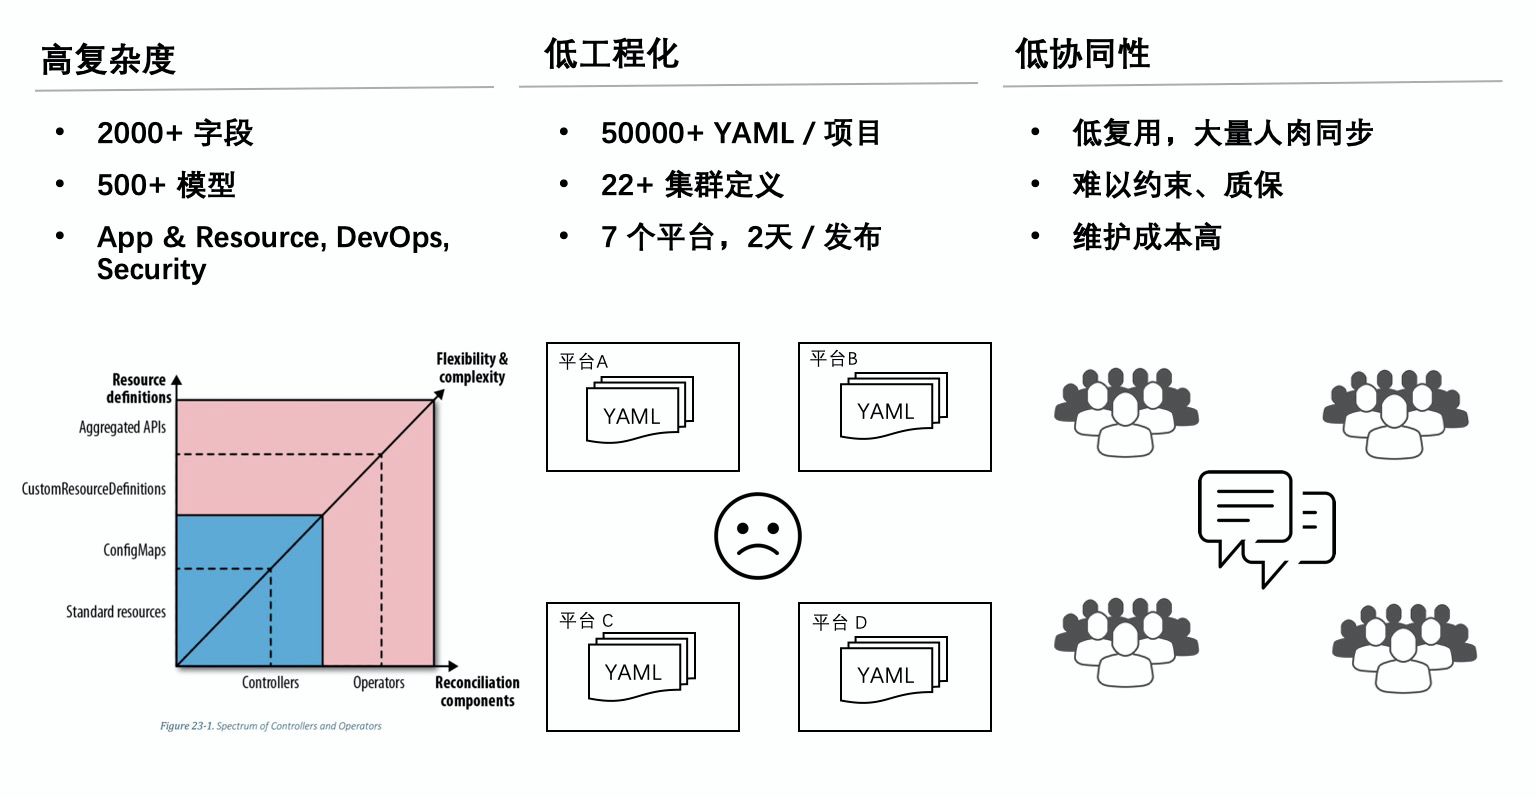 高复杂度
• 2000+ 字段
• 500+ 模型
• App & Resource, DevOps,
Security
低工程化
• 50000+ YAML / 项目
• 22+ 集群定义
• 7 个平台，2天 / 发布
低协同性
• 低复用，大量人肉同步
• 难以约束、质保
• 维护成本高
Flexibility &
complexity
Resource
definitions
Aggregated APIs
CustomResourceDefinitions
ConfigMaps
Standard resources
Controllers
Operators
Reconciliation
components
Figure 23-1. Spectrum of Controllers and Operators
平台A
YAML
平台B
YAML
平台 C
YAML
平台 D
YAML